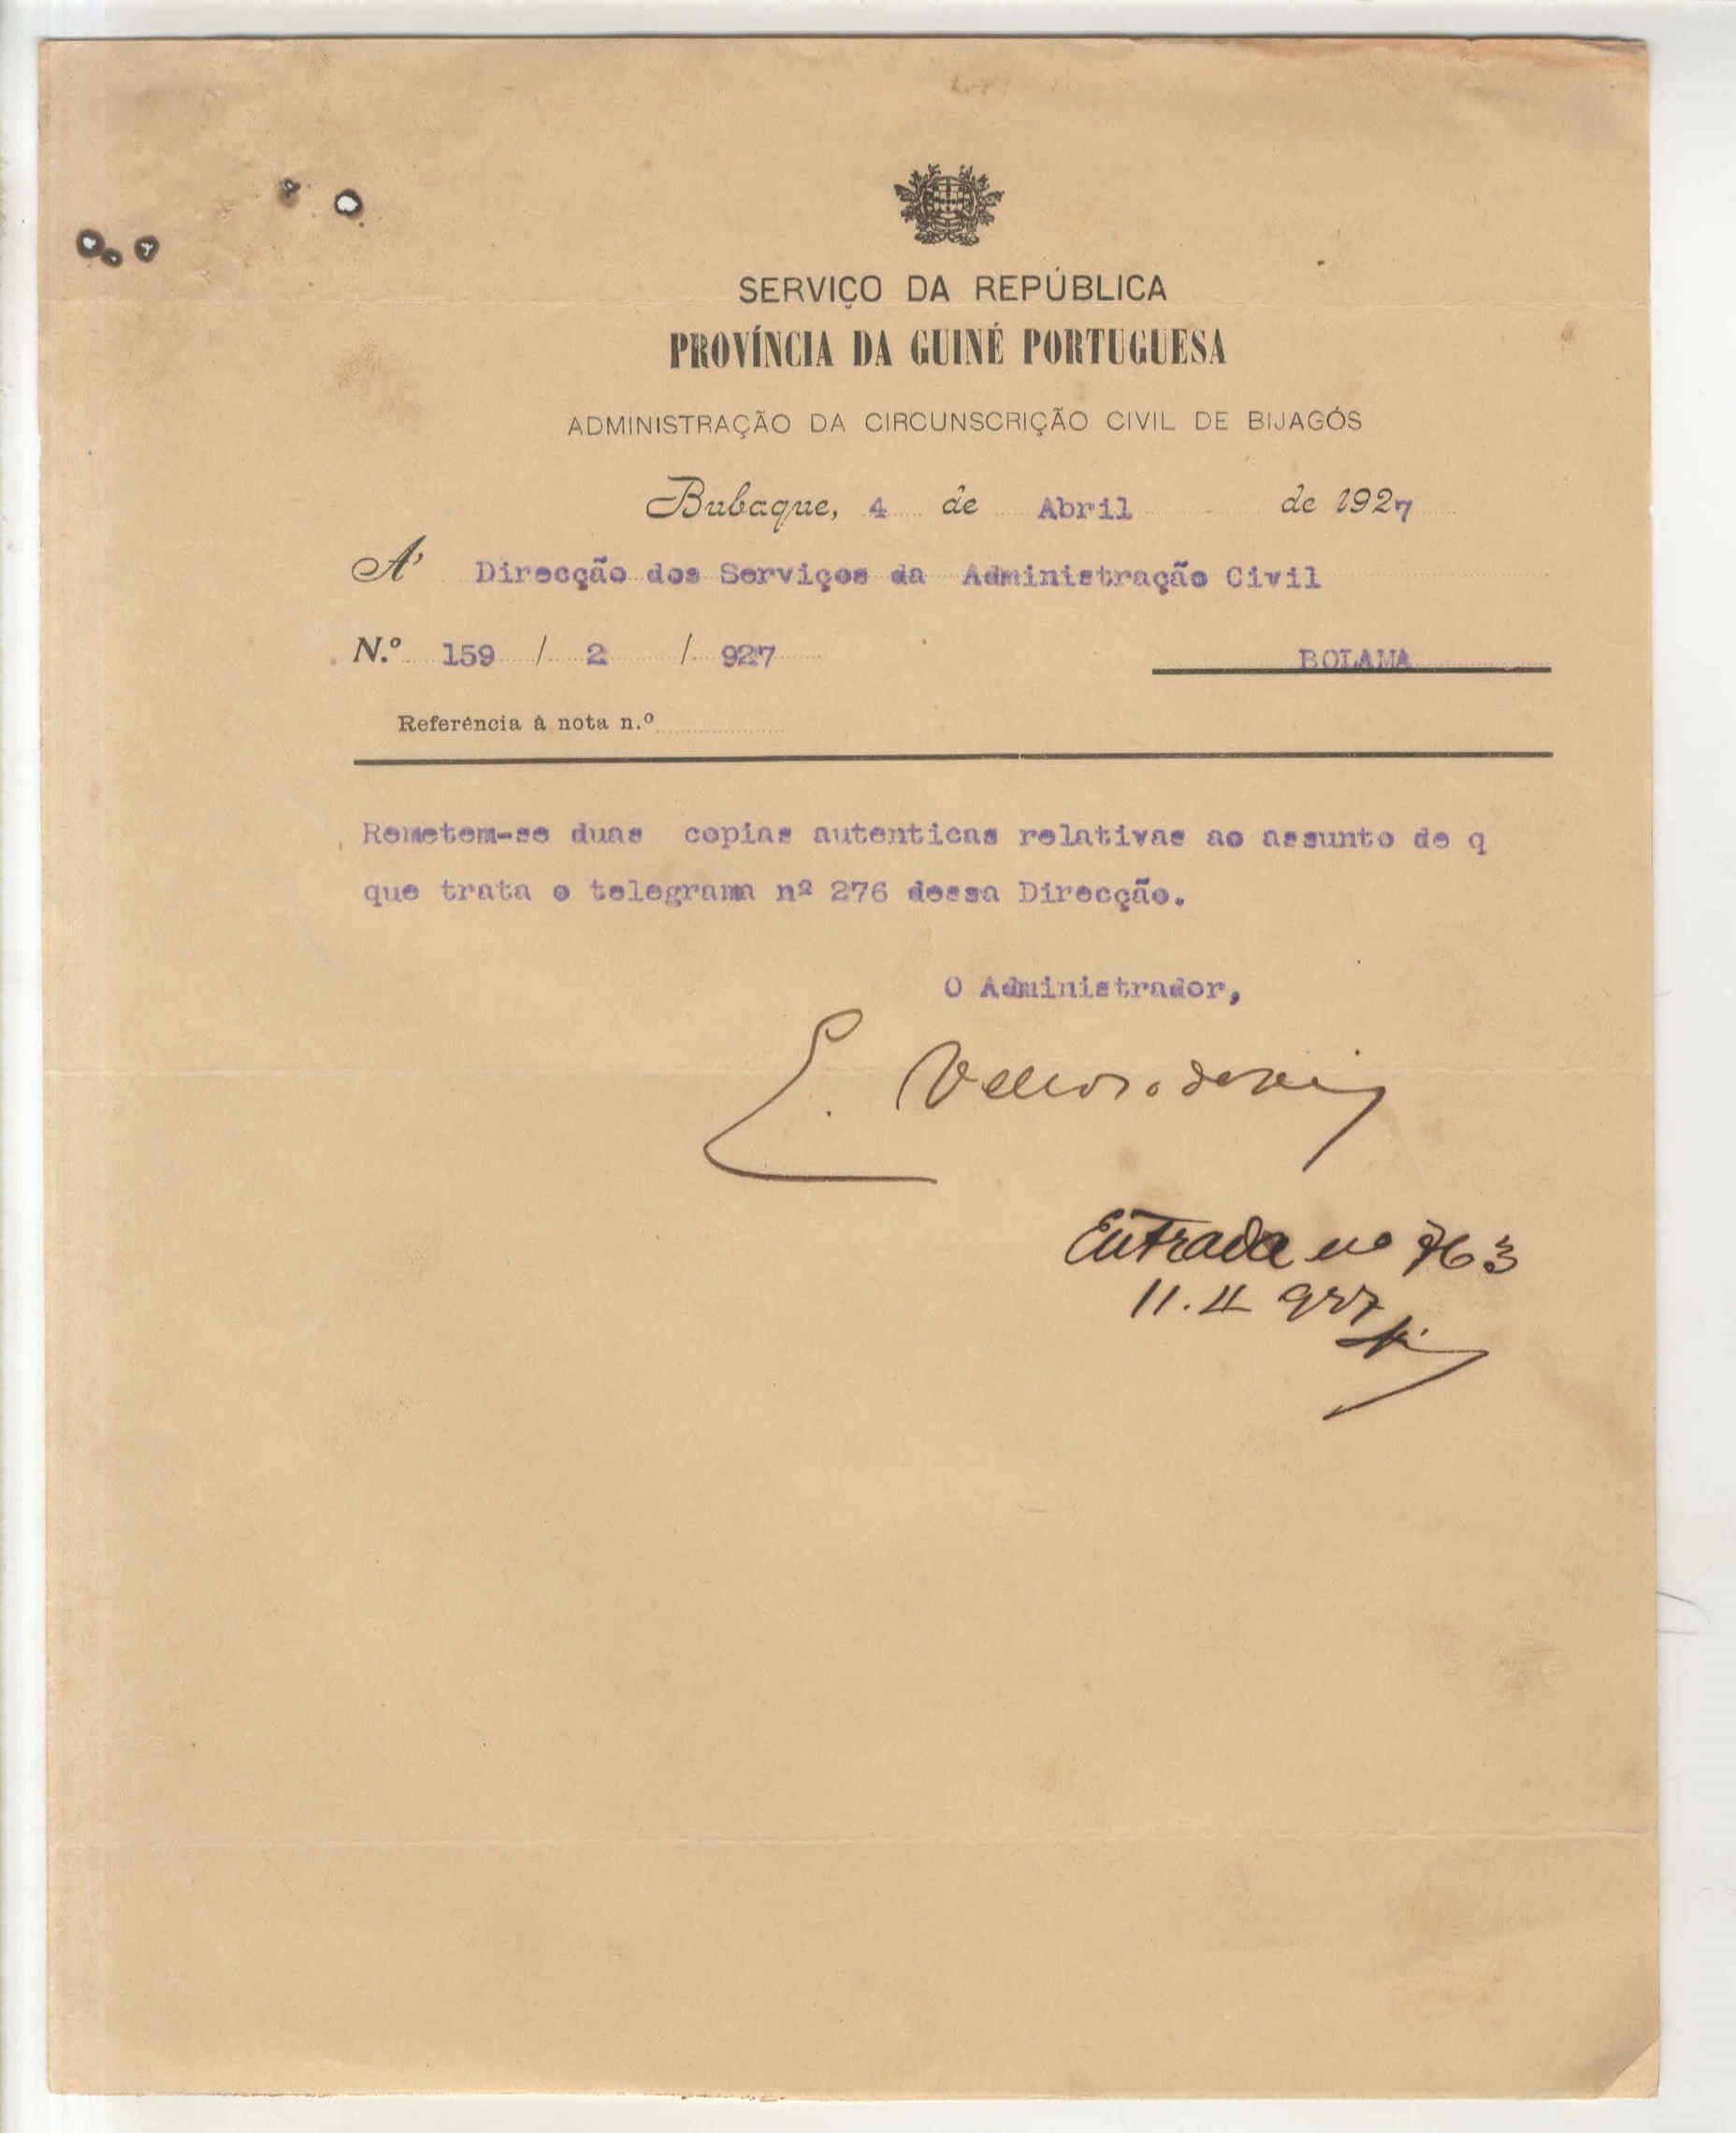 SERVIÇO DA REPÚBLICA
PROVÍNCIA DA GUINÉ PORTUGUESA
ADMINISTRAÇÃO DA CIRCUNSCRIÇÃO CIVIL DE BIJAGÓS
Bubaque, 4 de Abril de 1927
A' Direcção dos Serviços da Administração Civil
N.º 159 / 2 / 927 BOLAMA
Referência à nota n.º
Remetem-se duas copias autenticas relativas ao assunto de q
que trata o telegrama nº 276 dessa Direcção.
O Administrador,
E.
Entrada nº 763
11.4 927